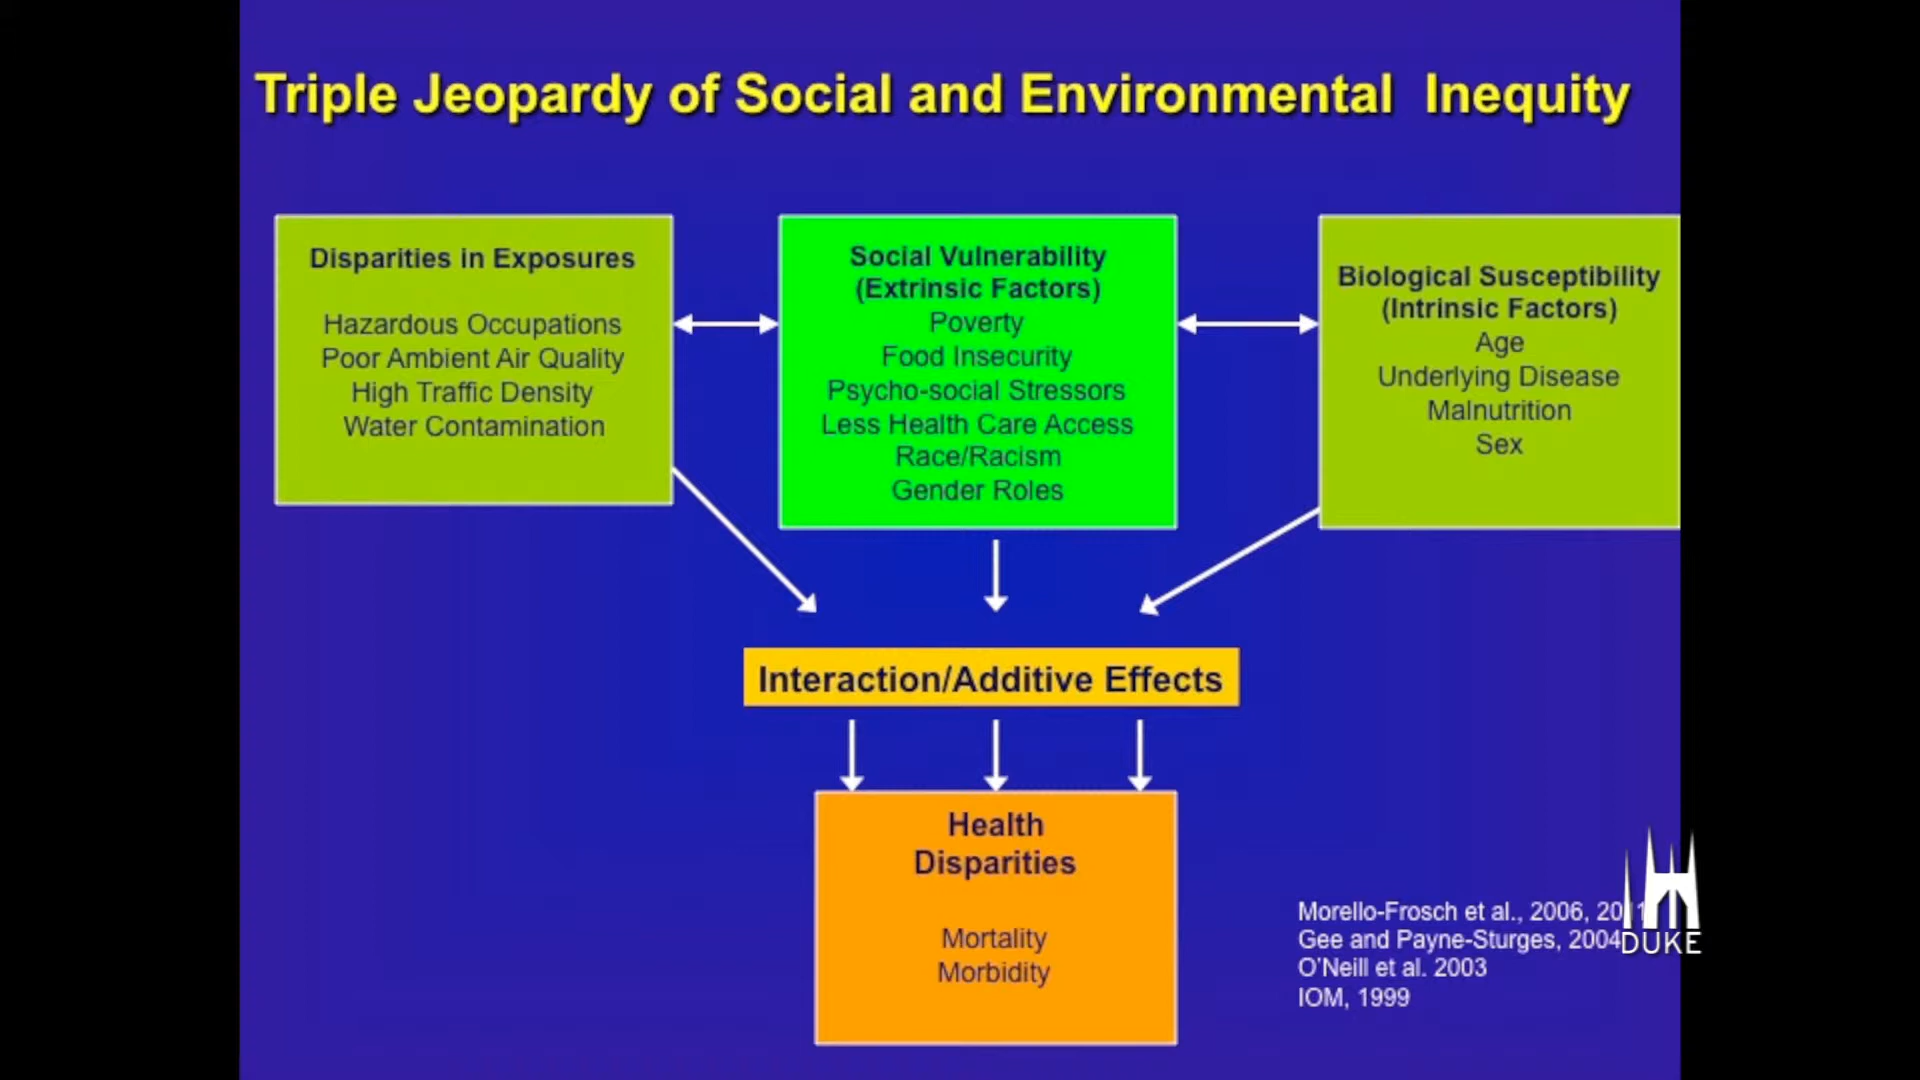 Triple Jeopardy of Social and Environmental Inequity
Disparities in Exposures
Hazardous Occupations
Poor Ambient Air Quality
High Traffic Density
Water Contamination
Social Vulnerability
(Extrinsic Factors)
Poverty
Food Insecurity
Psycho-social Stressors
Less Health Care Access
Race/Racism
Gender Roles
Biological Susceptibility
(Intrinsic Factors)
Age
Underlying Disease
Malnutrition
Sex
Interaction/Additive Effects
Health
Disparities
Mortality
Morbidity
Morello-Frosch et al., 2006,
Gee and Payne-Sturges, 2004
O'Neill et al. 2003
IOM, 1999
DUKE